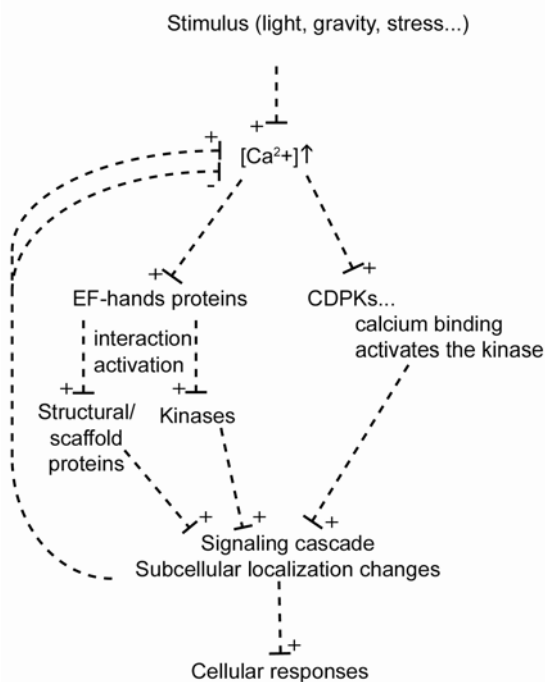 Stimulus (light, gravity, stress...)
+
+
[Ca²+]↑
-
+
+
EF-hands proteins
CDPKs...
interaction
activation
calcium binding
activates the kinase
+
+
Structural/
scaffold
proteins
Kinases
+
+
+
Signaling cascade
Subcellular localization changes
+
Cellular responses